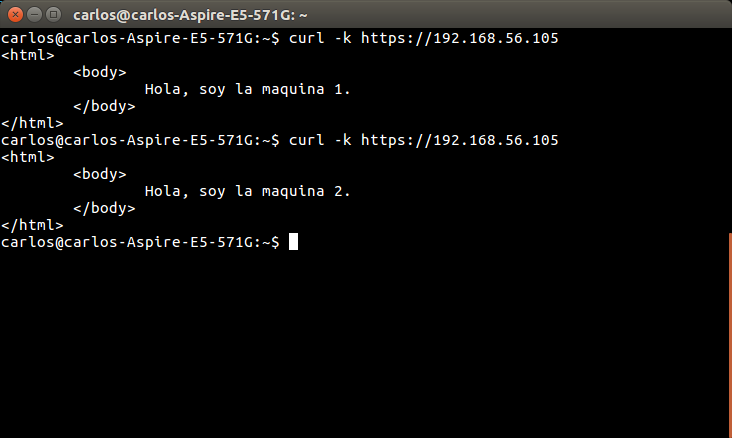 carlos@carlos-Aspire-E5-571G: ~
carlos@carlos-Aspire-E5-571G:~$ curl -k https://192.168.56.105
<html>
        <body>
                Hola, soy la maquina 1.
        </body>
</html>
carlos@carlos-Aspire-E5-571G:~$ curl -k https://192.168.56.105
<html>
        <body>
                Hola, soy la maquina 2.
        </body>
</html>
carlos@carlos-Aspire-E5-571G:~$